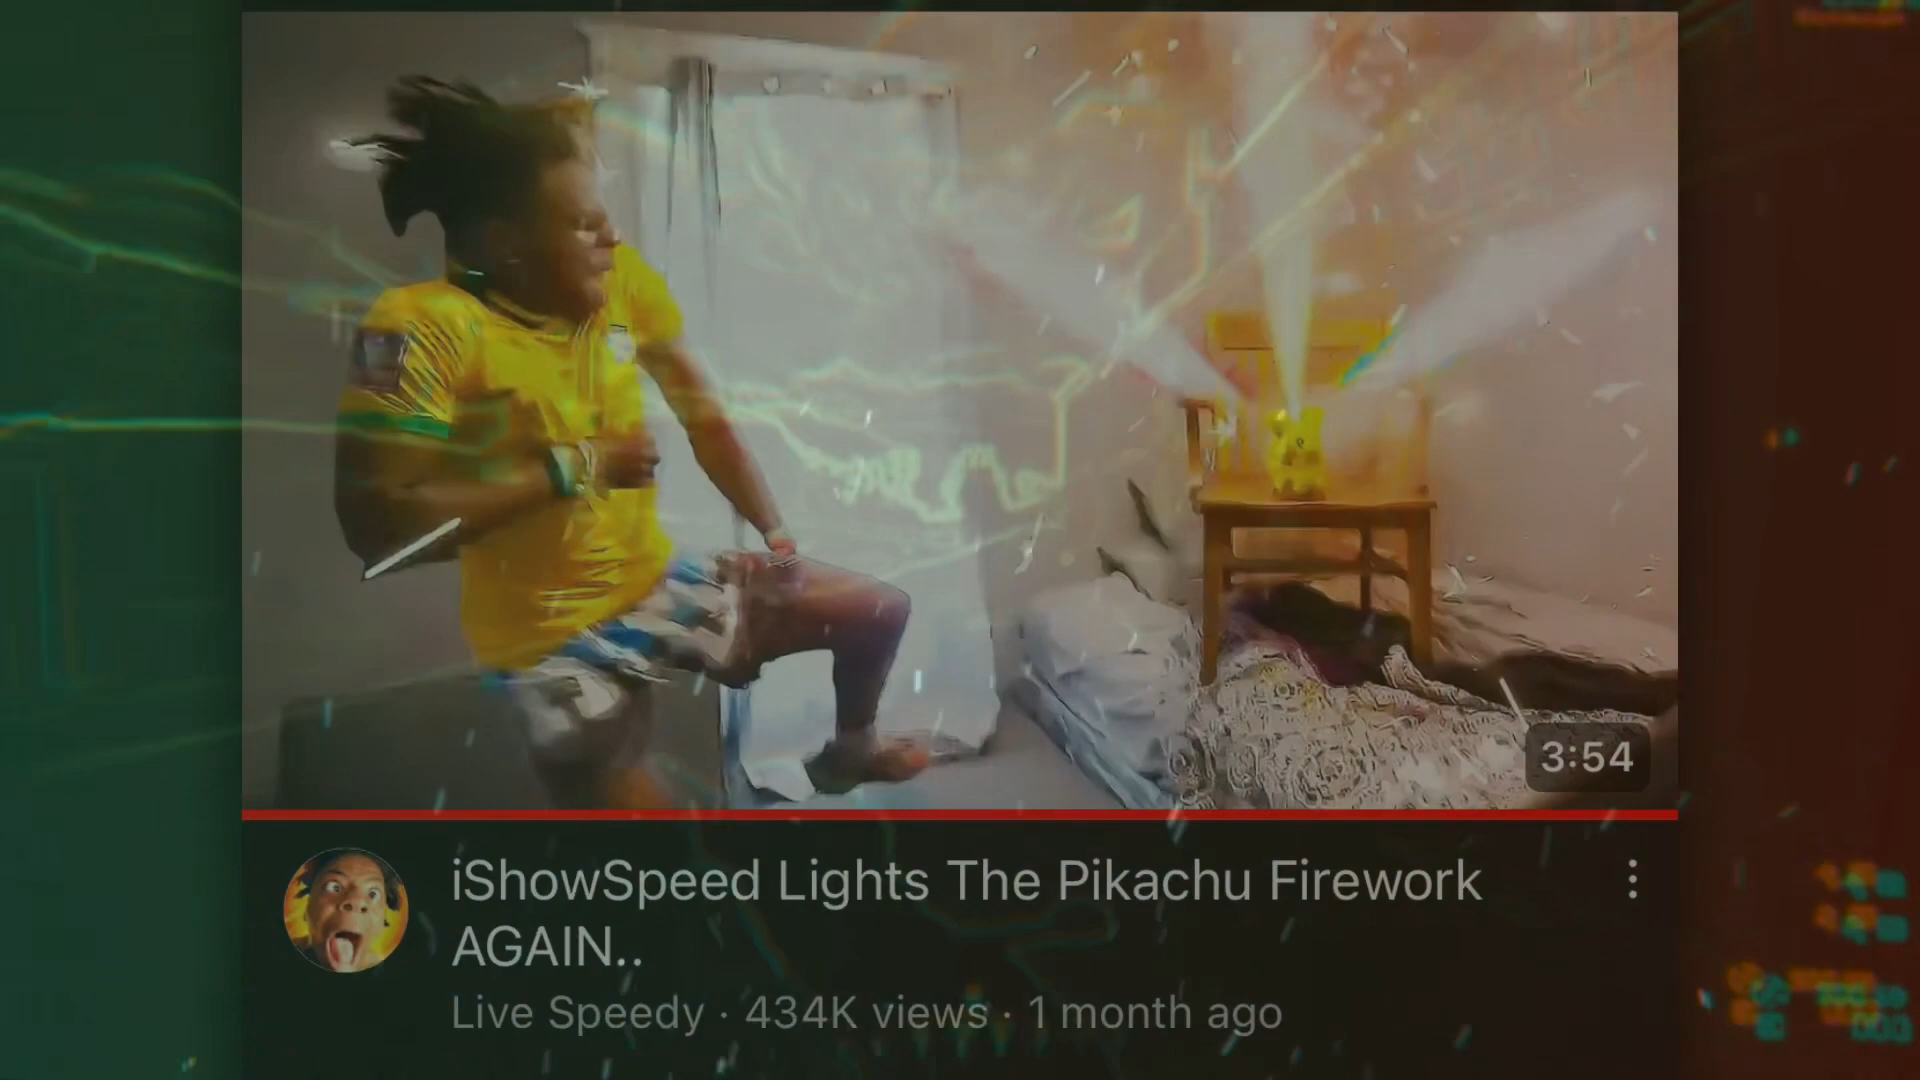 3:54
iShowSpeed Lights The Pikachu Firework
AGAIN..
Live Speedy · 434K views · 1 month ago